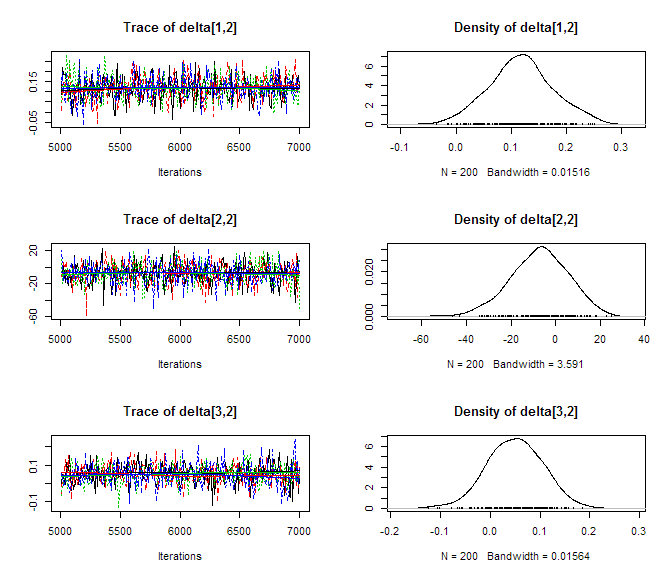 Trace of delta[1,2]
Density of delta[1,2]
-0.05 0.15
0 2 4 6
5000 5500 6000 6500 7000
-0.1 0.0 0.1 0.2 0.3
Iterations
N = 200 Bandwidth = 0.01516
Trace of delta[2,2]
Density of delta[2,2]
-60 -20 20
0.000 0.020
5000 5500 6000 6500 7000
-60 -40 -20 0 20 40
Iterations
N = 200 Bandwidth = 3.591
Trace of delta[3,2]
Density of delta[3,2]
-0.1 0.1
0 2 4 6
5000 5500 6000 6500 7000
-0.2 -0.1 0.0 0.1 0.2 0.3
Iterations
N = 200 Bandwidth = 0.01564